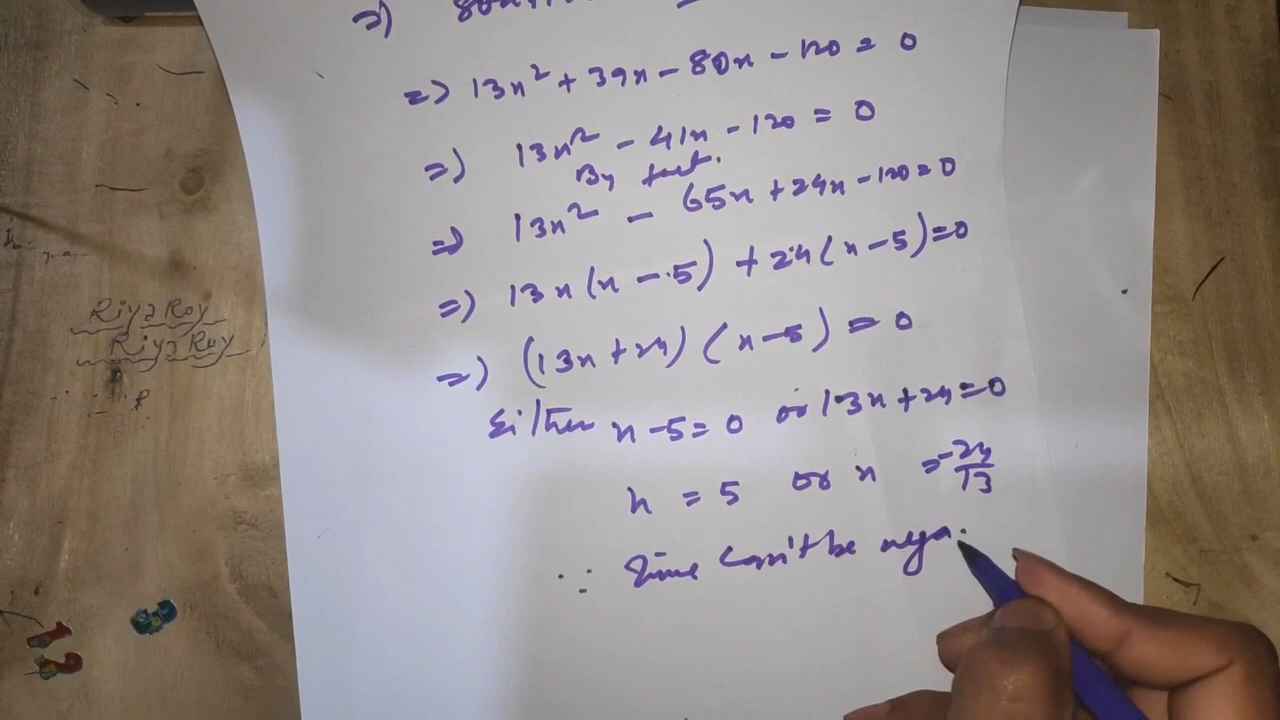 =>) 80x
=> 13x² + 39x - 80x - 120 = 0
=>) 13x² - 41x - 120 = 0
By fact.
=> 13x² - 65x + 24x - 120 = 0
=>) 13x(x - 5) + 24(x - 5) = 0
=>) (13x + 24) (x - 5) = 0
Either x - 5 = 0 or 13x + 24 = 0
x = 5 or x = -24/13
∵ Time can't be nega
Riya Roy
Riya Roy